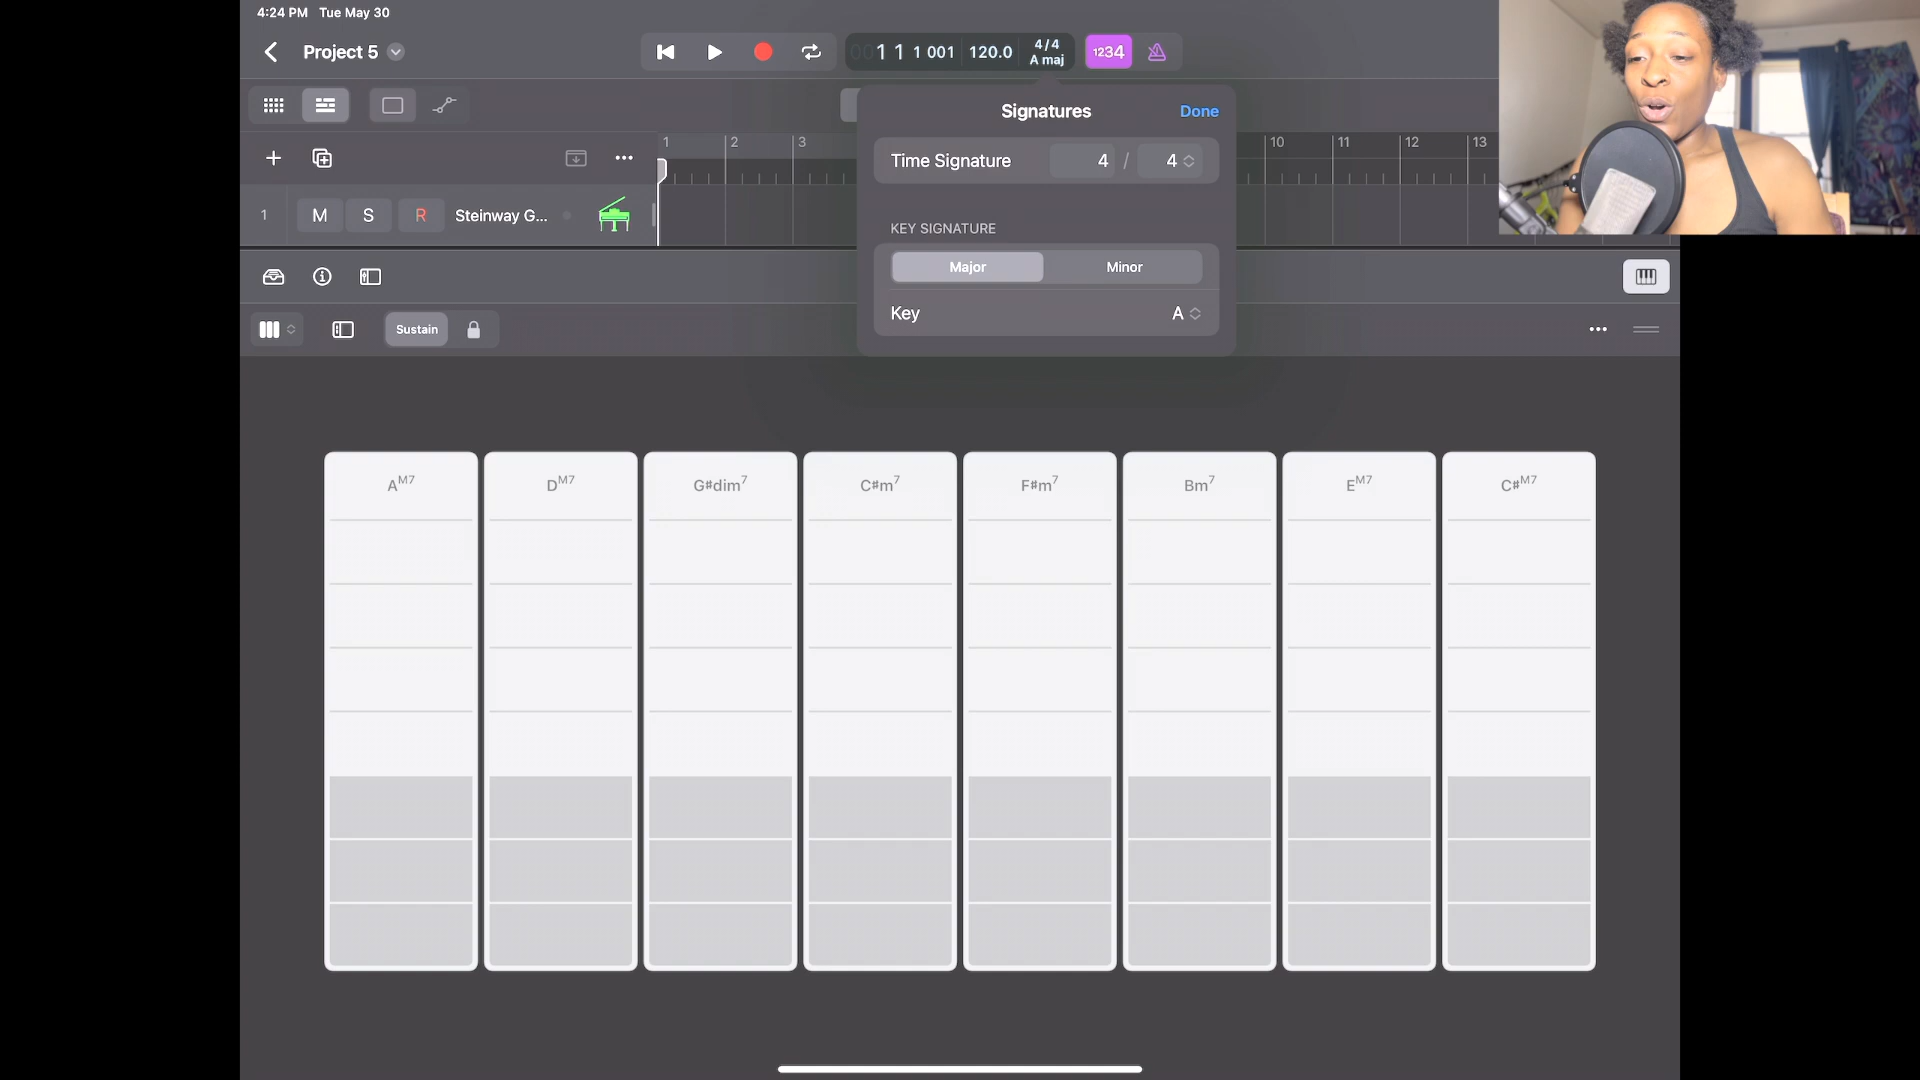 4:24 PM Tue May 30
Project 5
001 1 1 001 120.0 4/4 A maj 1234
Signatures Done
1 2 3 10 11 12 13
Time Signature 4 / 4
1 M S R Steinway G...
KEY SIGNATURE
Major Minor
Key A
Sustain
AM7 DM7 G#dim7 C#m7 F#m7 Bm7 EM7 C#M7